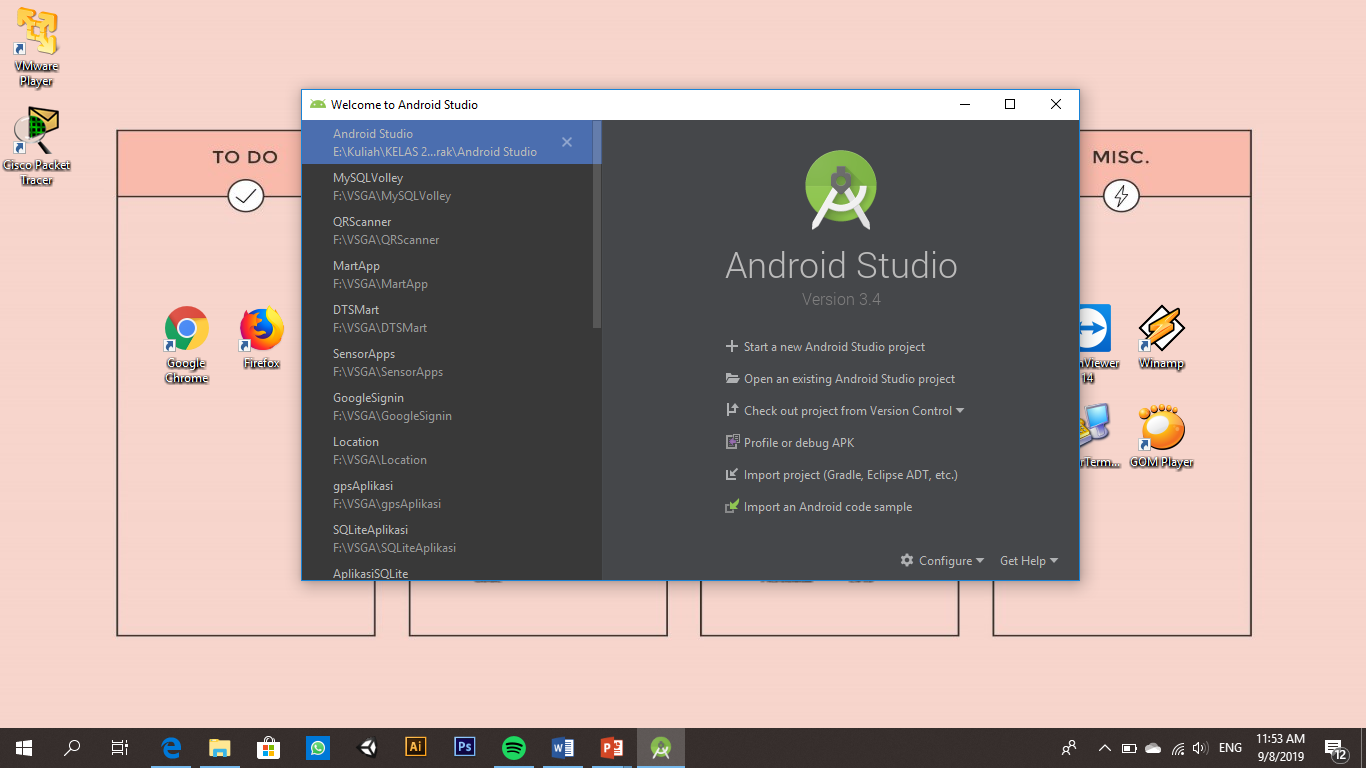 VMware
Player
Cisco Packet
Tracer
TO DO
Google
Chrome
Firefox
Welcome to Android Studio
Android Studio
E:\Kuliah\KELAS 2...rak\Android Studio
MySQLVolley
F:\VSGA\MySQLVolley
QRScanner
F:\VSGA\QRScanner
MartApp
F:\VSGA\MartApp
DTSMart
F:\VSGA\DTSMart
SensorApps
F:\VSGA\SensorApps
GoogleSignin
F:\VSGA\GoogleSignin
Location
F:\VSGA\Location
gpsAplikasi
F:\VSGA\gpsAplikasi
SQLiteAplikasi
F:\VSGA\SQLiteAplikasi
AplikasiSQLite
Android Studio
Version 3.4
Start a new Android Studio project
Open an existing Android Studio project
Check out project from Version Control
Profile or debug APK
Import project (Gradle, Eclipse ADT, etc.)
Import an Android code sample
Configure
Get Help
MISC.
Viewer
14
Winamp
rTerm...
GOM Player
Ai
Ps
ENG
11:53 AM
9/8/2019
12